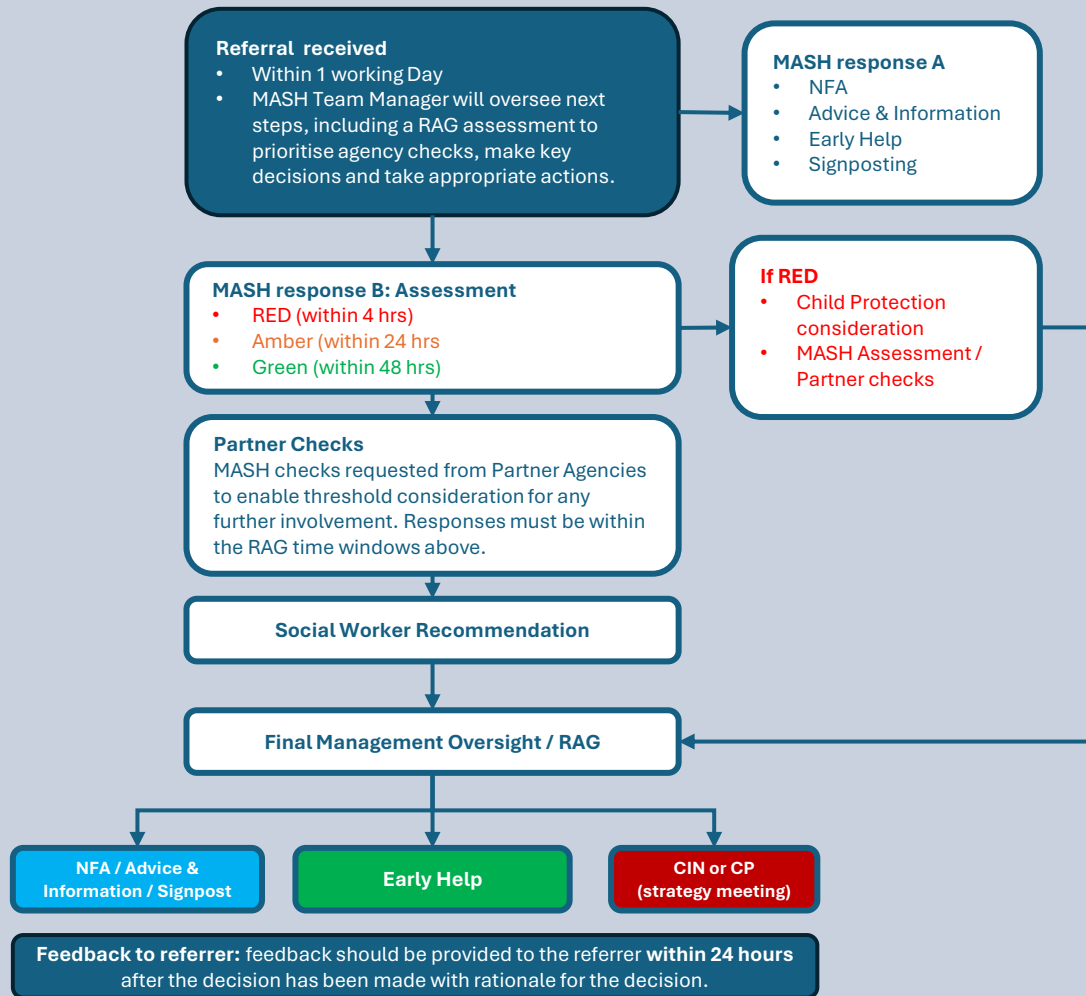 Referral received
• Within 1 working Day
• MASH Team Manager will oversee next
steps, including a RAG assessment to
prioritise agency checks, make key
decisions and take appropriate actions.
MASH response A
• NFA
• Advice & Information
• Early Help
• Signposting
MASH response B: Assessment
• RED (within 4 hrs)
• Amber (within 24 hrs
• Green (within 48 hrs)
If RED
• Child Protection
consideration
• MASH Assessment /
Partner checks
Partner Checks
MASH checks requested from Partner Agencies
to enable threshold consideration for any
further involvement. Responses must be within
the RAG time windows above.
Social Worker Recommendation
Final Management Oversight / RAG
NFA / Advice &
Information / Signpost
Early Help
CIN or CP
(strategy meeting)
Feedback to referrer: feedback should be provided to the referrer within 24 hours
after the decision has been made with rationale for the decision.